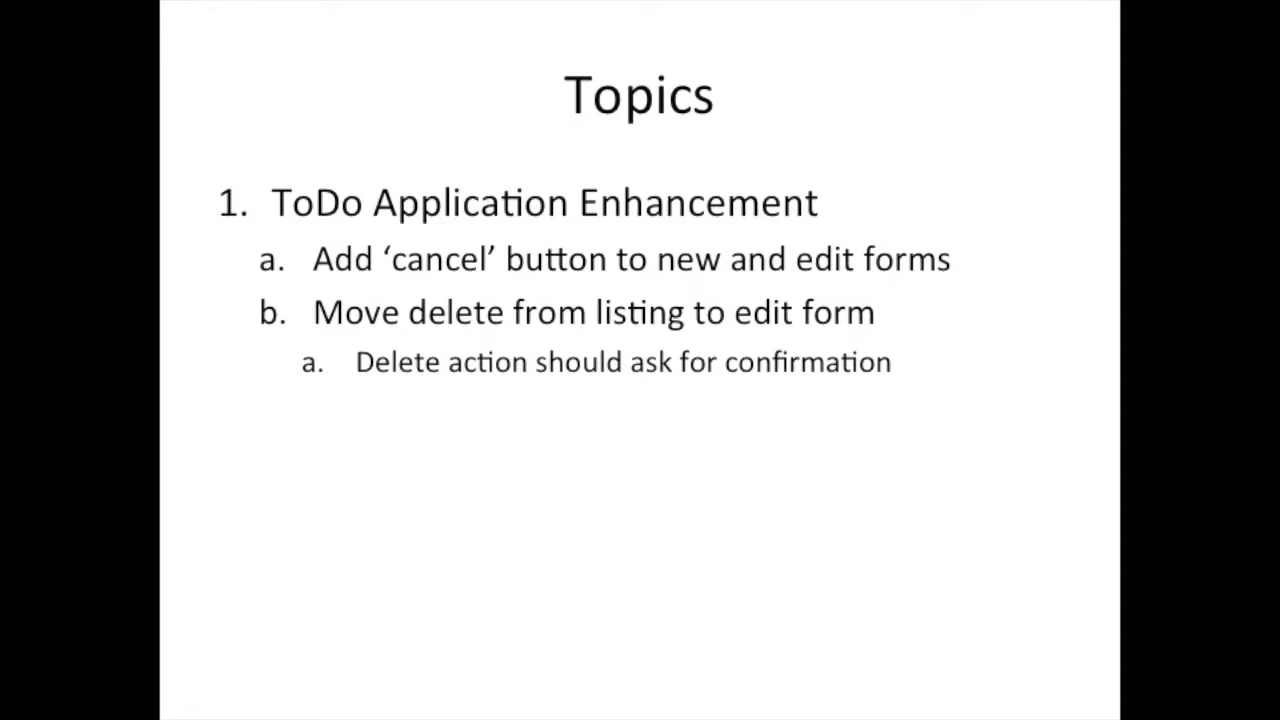 Topics
1. ToDo Application Enhancement
a. Add ‘cancel’ button to new and edit forms
b. Move delete from listing to edit form
a. Delete action should ask for confirmation